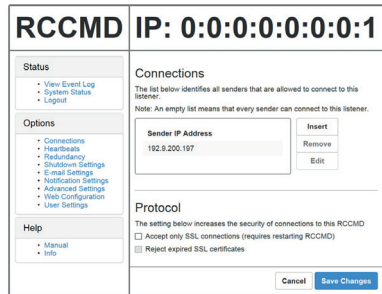 RCCMD
IP: 0:0:0:0:0:0:0:1
Status
View Event Log
System Status
Logout
Options
Connections
Heartbeats
Redundancy
Shutdown Settings
E-mail Settings
Notification Settings
Advanced Settings
Web Configuration
User Settings
Help
Manual
Info
Connections
The list below identifies all senders that are allowed to connect to this
listener.
Note: An empty list means that every sender can connect to this listener.
Sender IP Address
192.9.200.197
Insert
Remove
Edit
Protocol
The setting below increases the security of connections to this RCCMD
Accept only SSL connections (requires restarting RCCMD)
Reject expired SSL certificates
Cancel
Save Changes